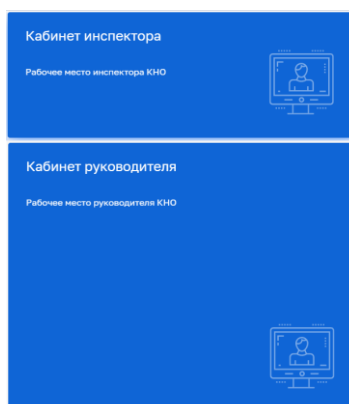 Кабинет инспектора
Рабочее место инспектора КНО
Кабинет руководителя
Рабочее место руководителя КНО